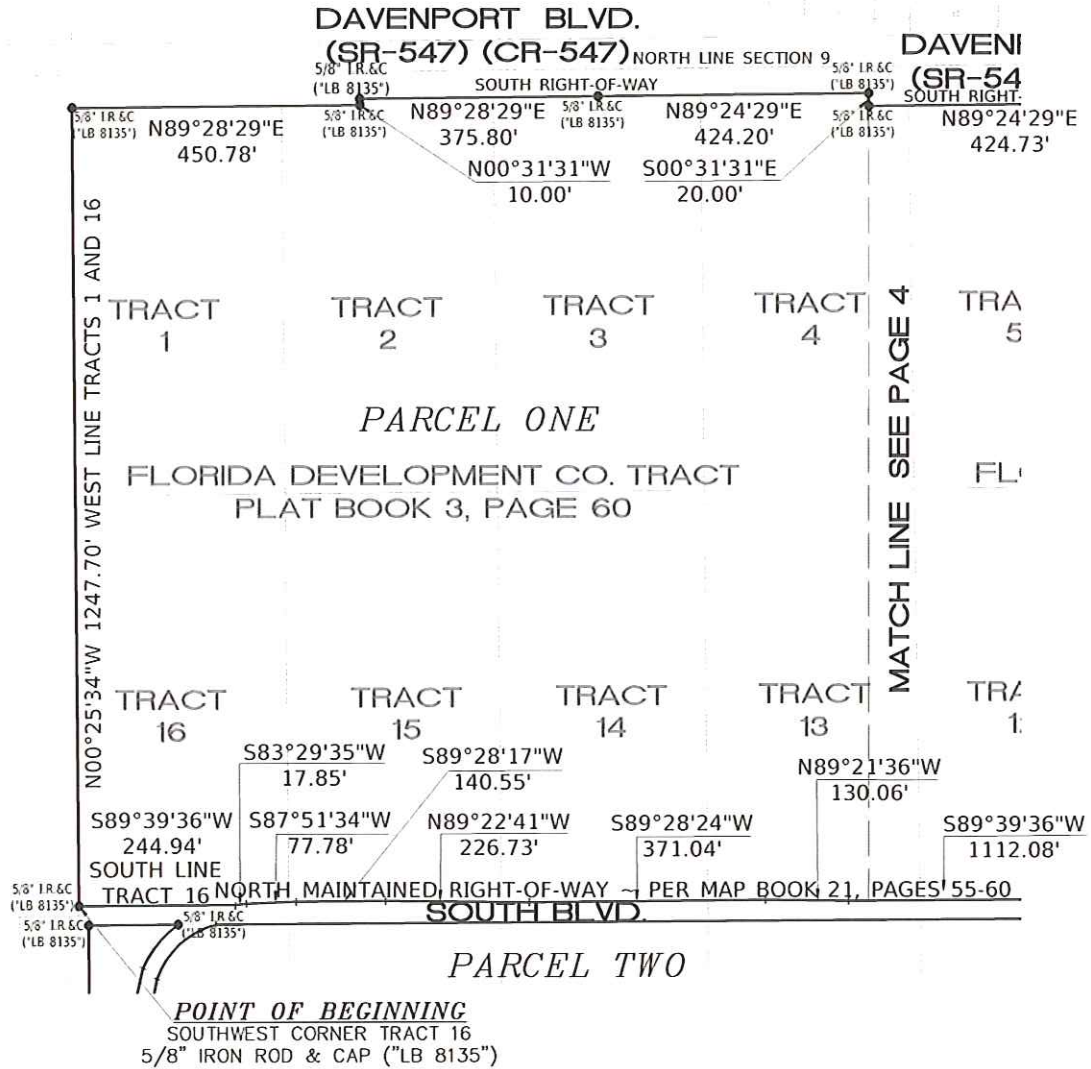 DAVENPORT BLVD.
(SR-547) (CR-547)
NORTH LINE SECTION 9
DAVENI
(SR-54
5/8" I.R.&C
("LB 8135")
SOUTH RIGHT-OF-WAY
5/8" I.R.&C
("LB 8135")
SOUTH RIGHT-
5/8" I.R.&C
("LB 8135")
N89°28'29"E
450.78'
5/8" I.R.&C
("LB 8135")
N89°28'29"E
375.80'
5/8" I.R.&C
("LB 8135")
N89°24'29"E
424.20'
5/8" I.R.&C
("LB 8135")
N89°24'29"E
424.73'
N00°31'31"W
10.00'
S00°31'31"E
20.00'
N00°25'34"W 1247.70' WEST LINE TRACTS 1 AND 16
TRACT
1
TRACT
2
TRACT
3
TRACT
4
TRA
5
MATCH LINE SEE PAGE 4
PARCEL ONE
FLORIDA DEVELOPMENT CO. TRACT
PLAT BOOK 3, PAGE 60
FL
TRACT
16
TRACT
15
TRACT
14
TRACT
13
TRA
1
S83°29'35"W
17.85'
S89°28'17"W
140.55'
N89°21'36"W
130.06'
S89°39'36"W
244.94'
S87°51'34"W
77.78'
N89°22'41"W
226.73'
S89°28'24"W
371.04'
S89°39'36"W
1112.08'
SOUTH LINE
TRACT 16
NORTH MAINTAINED RIGHT-OF-WAY ~ PER MAP BOOK 21, PAGES 55-60
5/8" I.R.&C
("LB 8135")
SOUTH BLVD.
5/8" I.R.&C
("LB 8135")
5/8" I.R.&C
("LB 8135")
PARCEL TWO
POINT OF BEGINNING
SOUTHWEST CORNER TRACT 16
5/8" IRON ROD & CAP ("LB 8135")